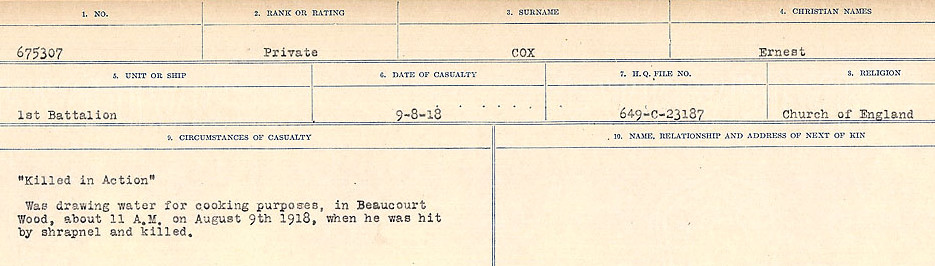 1. NO. 2. RANK OR RATING 3. SURNAME 4. CHRISTIAN NAMES
675307 Private COX Ernest
5. UNIT OR SHIP 6. DATE OF CASUALTY 7. H.Q. FILE NO. 8. RELIGION
1st Battalion 9-8-18 649-C-23187 Church of England
9. CIRCUMSTANCES OF CASUALTY 10. NAME, RELATIONSHIP AND ADDRESS OF NEXT OF KIN
"Killed in Action"
Was drawing water for cooking purposes, in Beaucourt
Wood, about 11 A.M. on August 9th 1918, when he was hit
by shrapnel and killed.